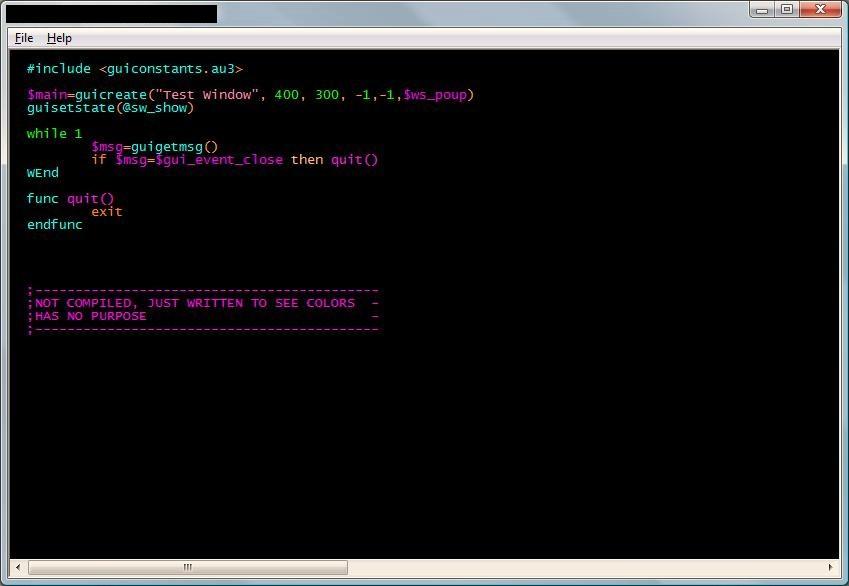 File Help
#include <guiconstants.au3>
$main=guicreate("Test Window", 400, 300, -1,-1,$ws_poup)
guisetstate(@sw_show)
while 1
$msg=guigetmsg()
if $msg=$gui_event_close then quit()
WEnd
func quit()
exit
endfunc
;-------------------------------------------
;NOT COMPILED, JUST WRITTEN TO SEE COLORS  -
;HAS NO PURPOSE                            -
;-------------------------------------------